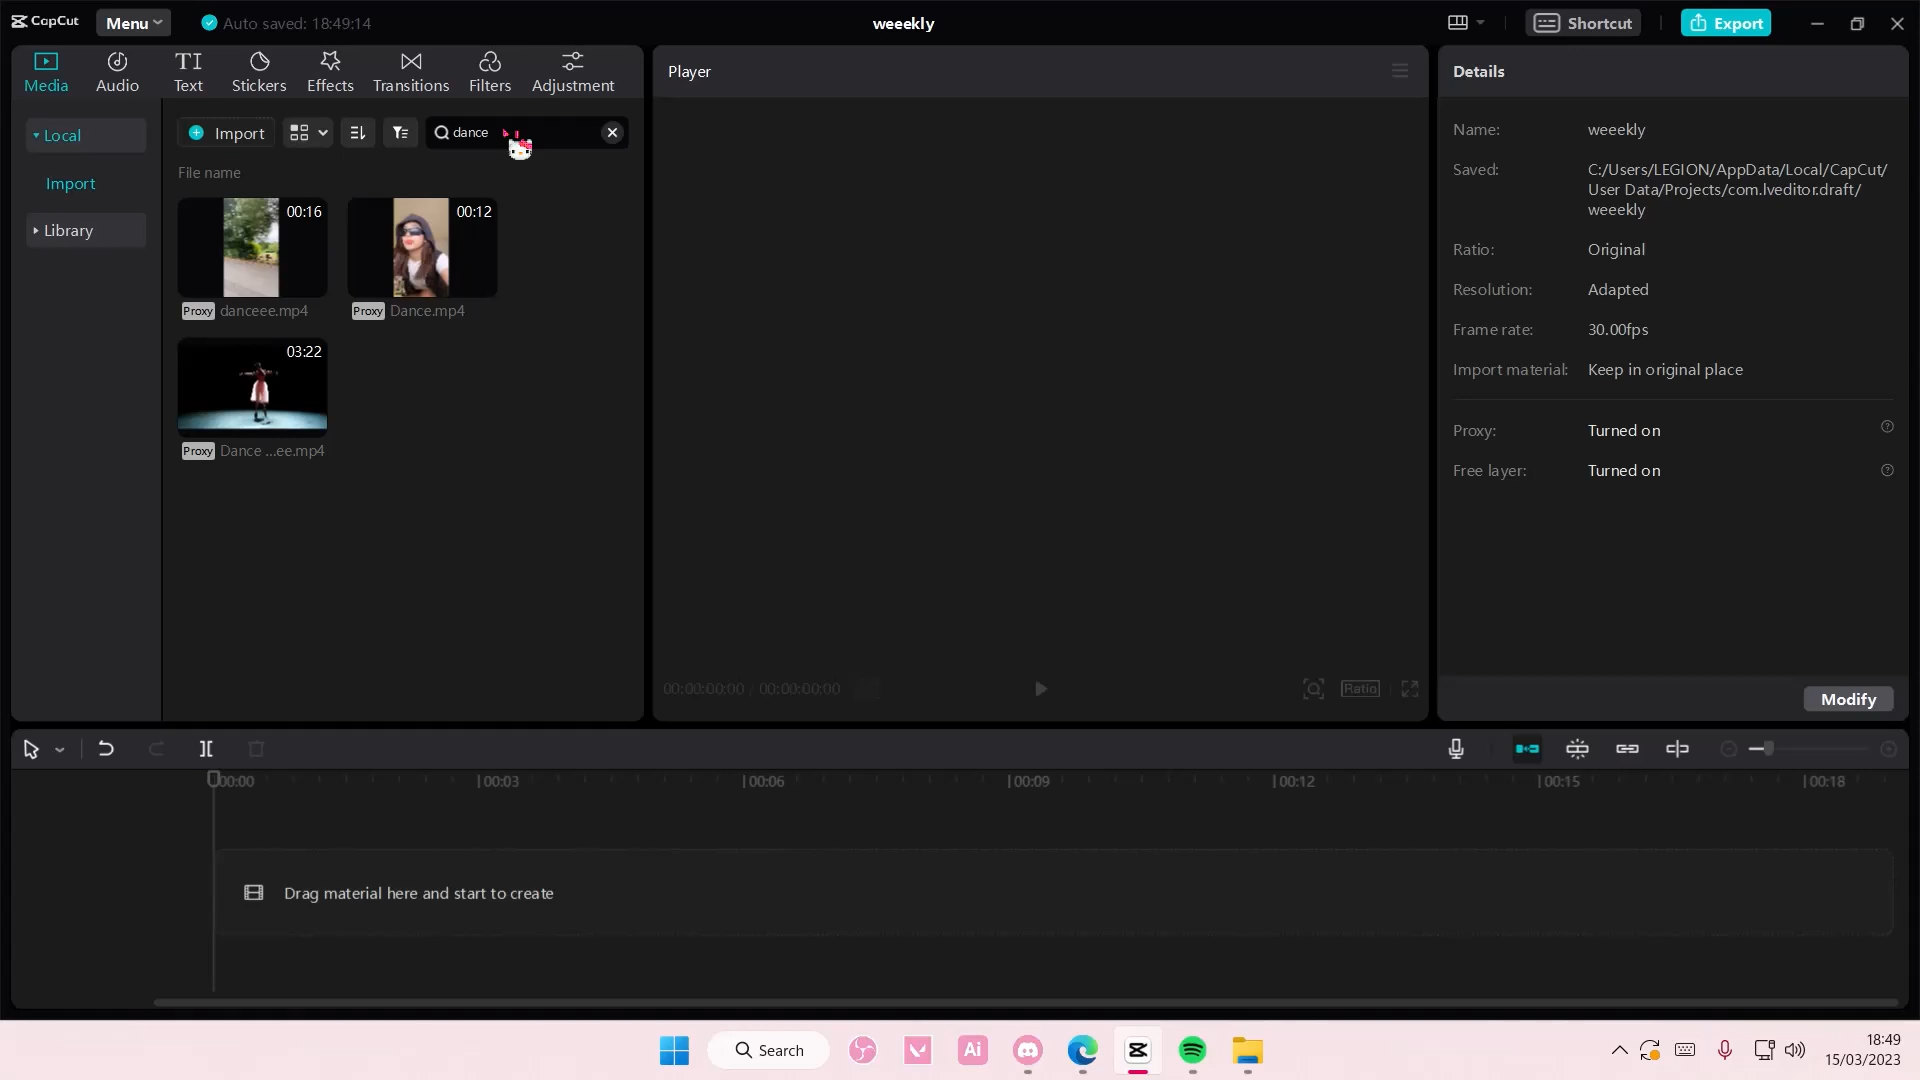 CapCut Menu Auto saved: 18:49:14 weeekly Shortcut Export
Media Audio Text Stickers Effects Transitions Filters Adjustment
Local
Import
Library
Import dance
File name
00:16 00:12
Proxy danceee.mp4 Proxy Dance.mp4
03:22
Proxy Dance ...ee.mp4
Player
00:00:00:00 / 00:00:00:00 Ratio
Details
Name: weeekly
Saved: C:/Users/LEGION/AppData/Local/CapCut/
User Data/Projects/com.lveditor.draft/
weeekly
Ratio: Original
Resolution: Adapted
Frame rate: 30.00fps
Import material: Keep in original place
Proxy: Turned on
Free layer: Turned on
Modify
00:00 00:03 00:06 00:09 00:12 00:15 00:18
Drag material here and start to create
Search Ai
18:49
15/03/2023